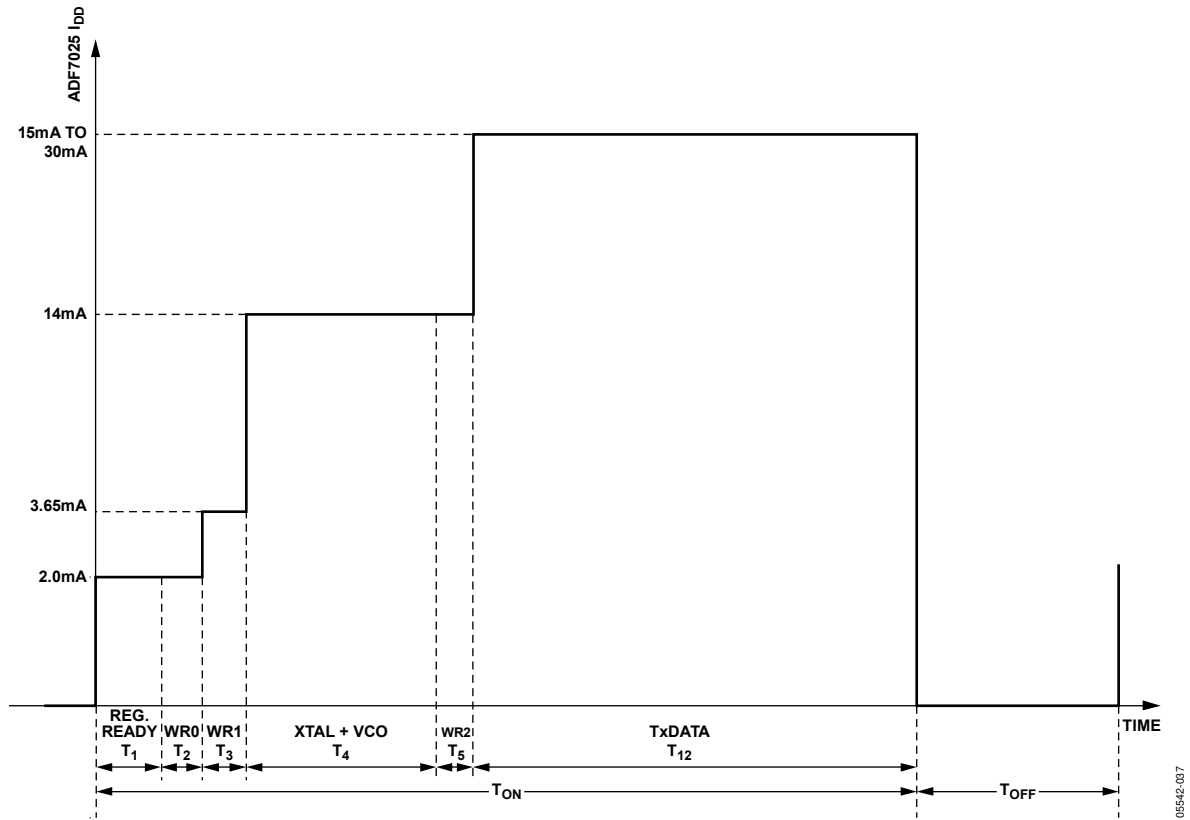 ADF7025 IDD
15mA TO
30mA
14mA
3.65mA
2.0mA
REG.
READY
T1
WR0
T2
WR1
T3
XTAL + VCO
T4
WR2
T5
TxDATA
T12
TIME
TON
TOFF
05542-037